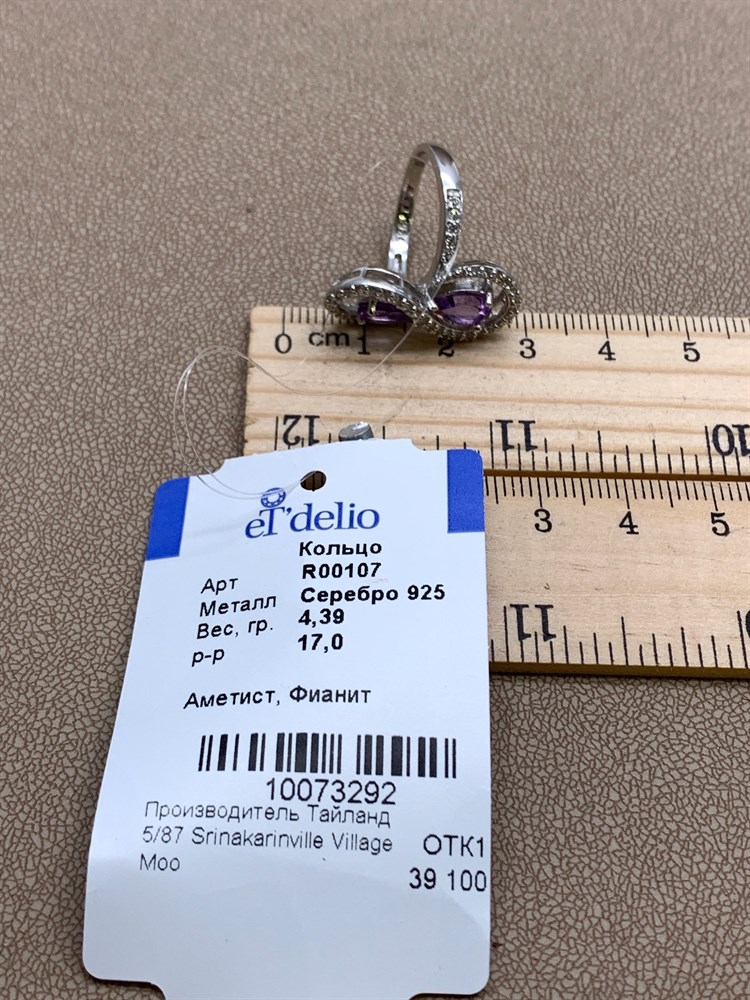 0 cm 1 2 3 4 5
12 11 10
3 4 5
11
eT'delio
Кольцо
Арт R00107
Металл Серебро 925
Вес, гр. 4,39
р-р 17,0
Аметист, Фианит
10073292
Производитель Тайланд
5/87 Srinakarinville Village
Моо
ОТК1
39 100